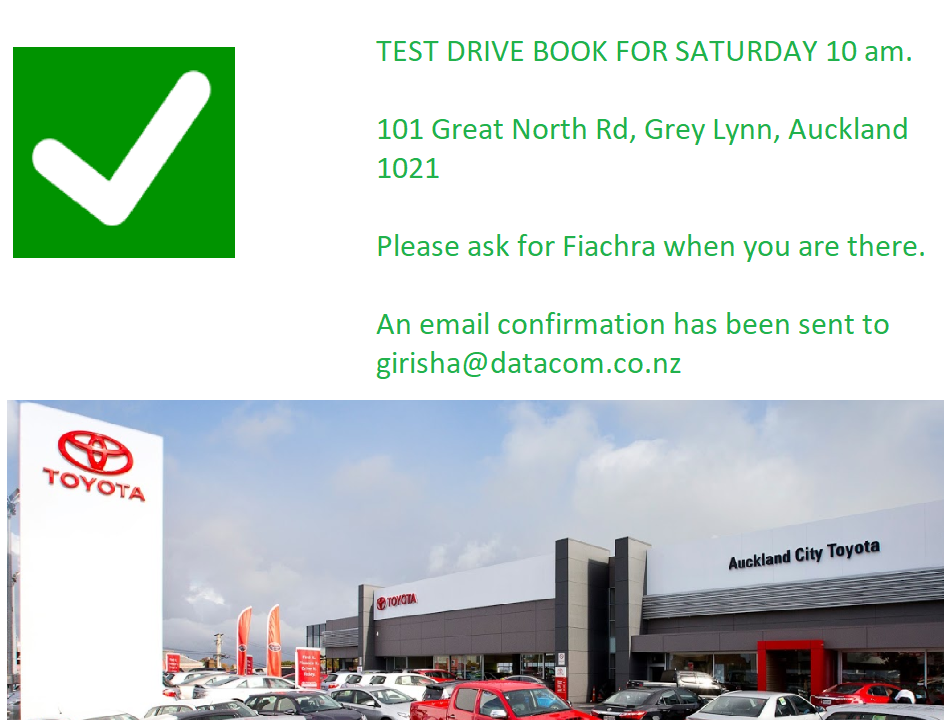 TEST DRIVE BOOK FOR SATURDAY 10 am.
101 Great North Rd, Grey Lynn, Auckland
1021
Please ask for Fiachra when you are there.
An email confirmation has been sent to
girisha@datacom.co.nz
TOYOTA
Auckland City Toyota
TOYOTA